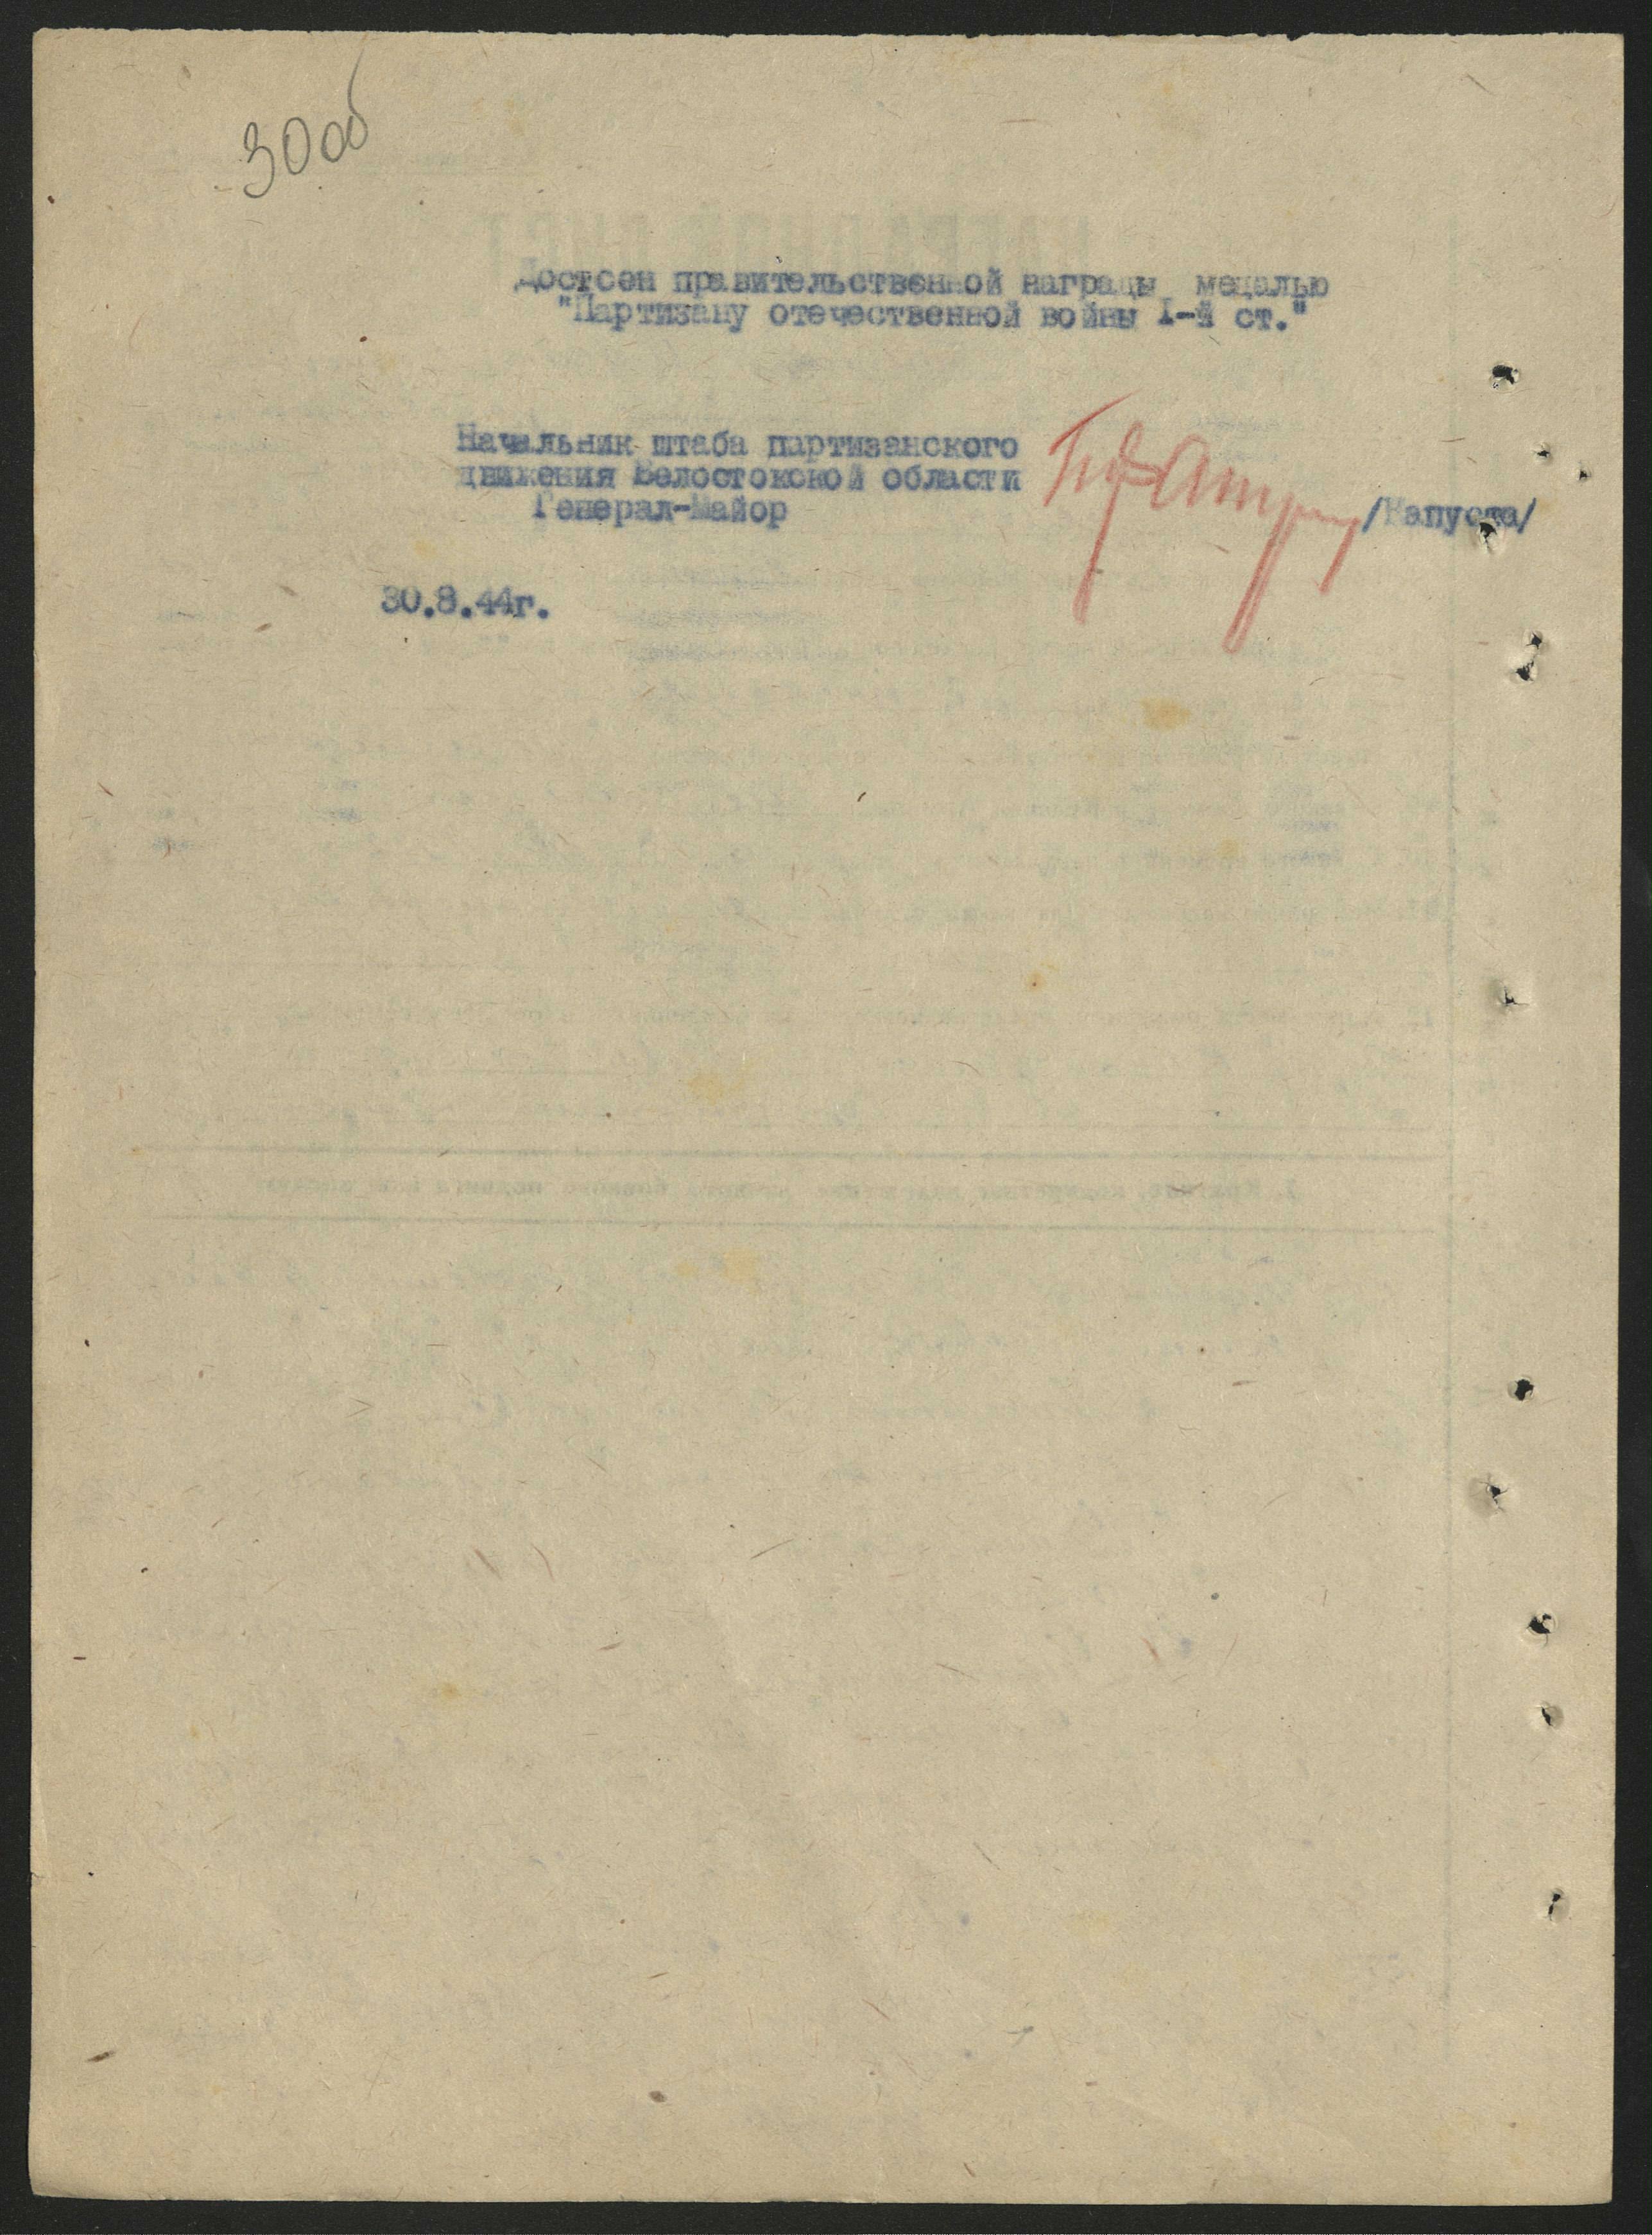 30об
Достоен правительственной награды медалью
"Партизану отечественной войны I-й ст."
Начальник штаба партизанского
движения Белостокской области
Генерал-Майор /Капуста/
30.8.44г.